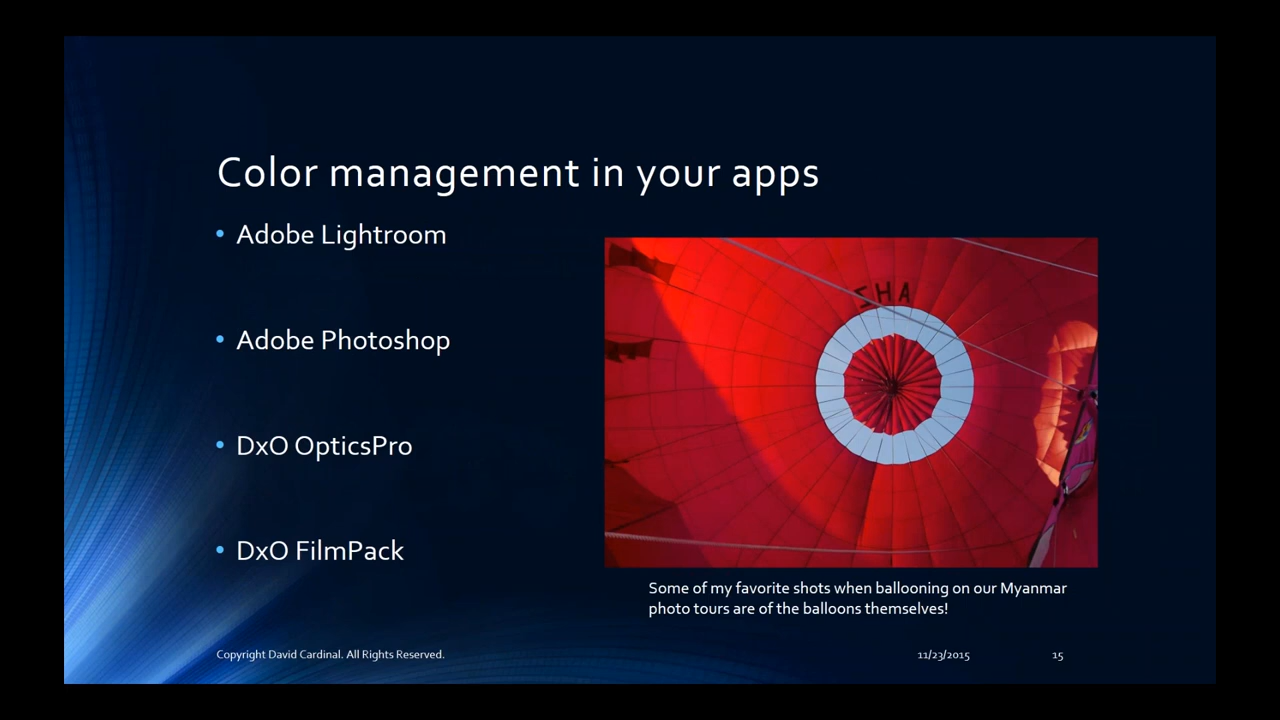 Color management in your apps
• Adobe Lightroom
• Adobe Photoshop
• DxO OpticsPro
• DxO FilmPack
Some of my favorite shots when ballooning on our Myanmar
photo tours are of the balloons themselves!
Copyright David Cardinal. All Rights Reserved.
11/23/2015
15